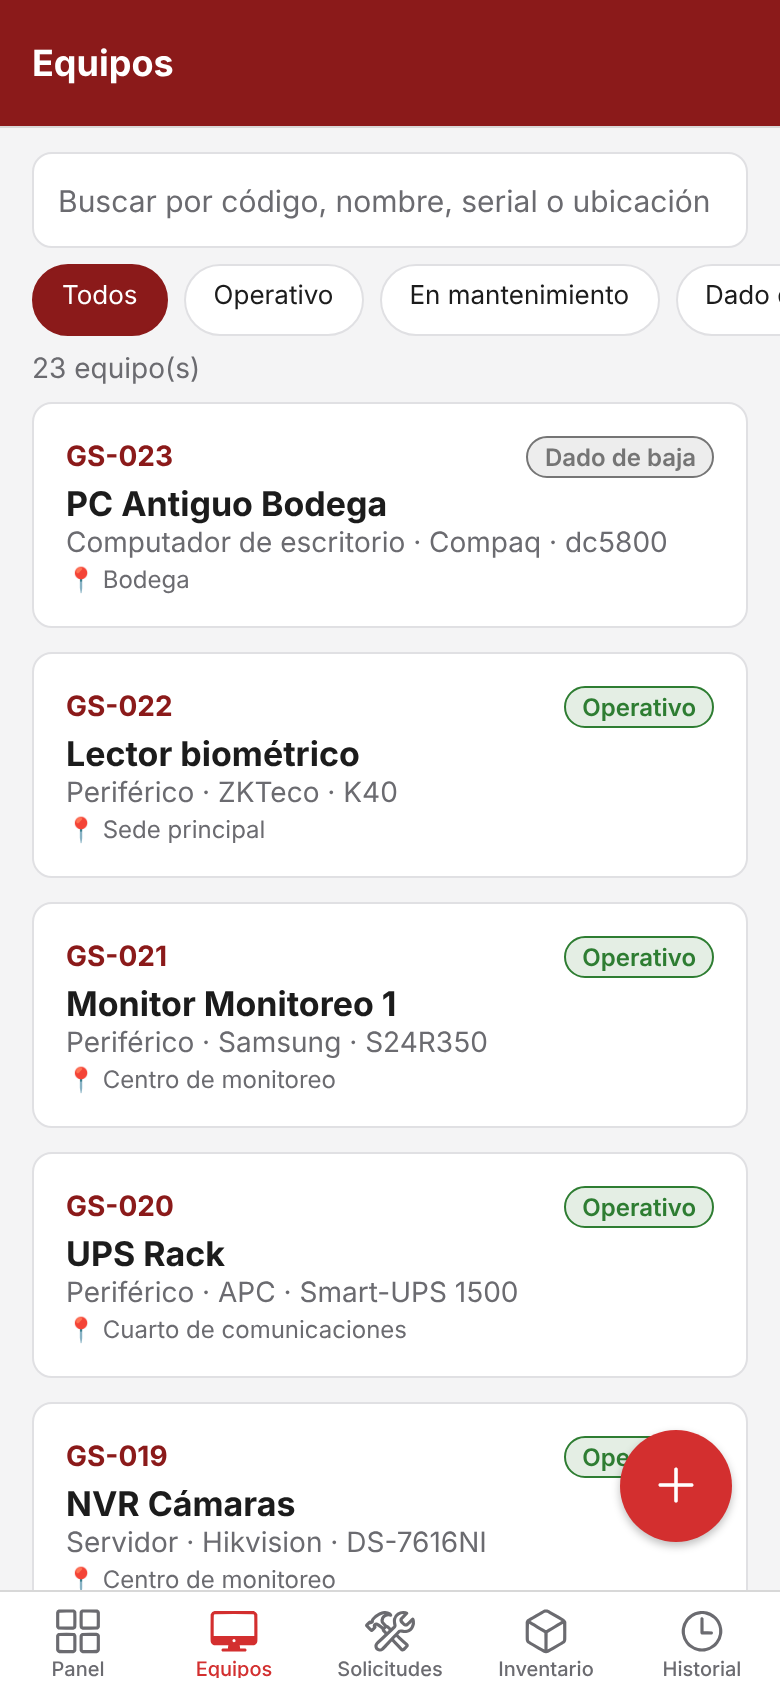 Equipos
Buscar por código, nombre, serial o ubicación
Todos
Operativo
En mantenimiento
Dado
23 equipo(s)
GS-023
Dado de baja
PC Antiguo Bodega
Computador de escritorio · Compaq · dc5800
📍 Bodega
GS-022
Operativo
Lector biométrico
Periférico · ZKTeco · K40
📍 Sede principal
GS-021
Operativo
Monitor Monitoreo 1
Periférico · Samsung · S24R350
📍 Centro de monitoreo
GS-020
Operativo
UPS Rack
Periférico · APC · Smart-UPS 1500
📍 Cuarto de comunicaciones
GS-019
Ope
NVR Cámaras
Servidor · Hikvision · DS-7616NI
📍 Centro de monitoreo
Panel
Equipos
Solicitudes
Inventario
Historial